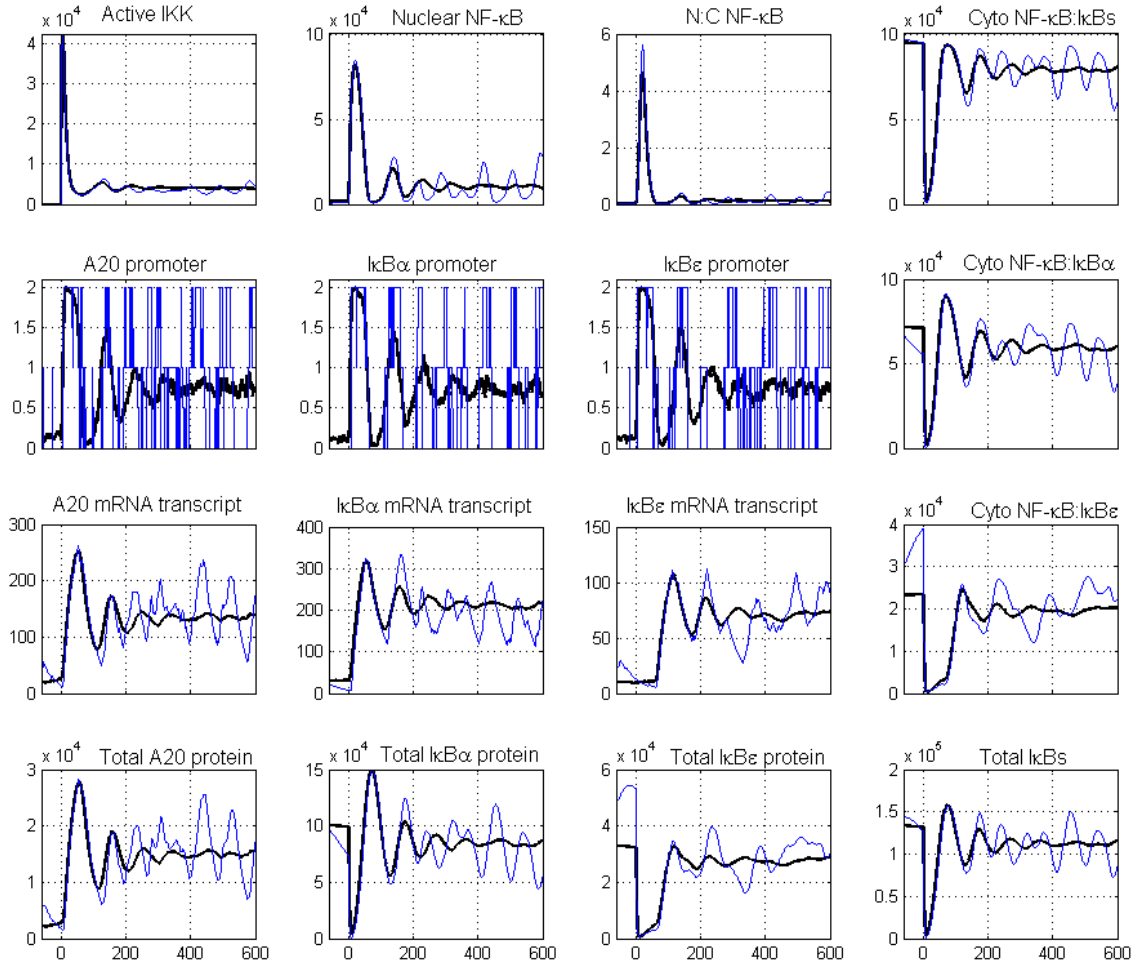 Active IKK
x 10^4
4
3
2
1
0
Nuclear NF-κB
x 10^4
10
5
0
N:C NF-κB
6
4
2
0
Cyto NF-κB:IκBs
x 10^4
10
5
0
A20 promoter
2
1.5
1
0.5
0
IκBα promoter
2
1.5
1
0.5
0
IκBε promoter
2
1.5
1
0.5
0
Cyto NF-κB:IκBα
x 10^4
10
5
0
A20 mRNA transcript
300
200
100
0
IκBα mRNA transcript
400
300
200
100
0
IκBε mRNA transcript
150
100
50
0
Cyto NF-κB:IκBε
x 10^4
4
3
2
1
0
Total A20 protein
x 10^4
3
2
1
0
0 200 400 600
Total IκBα protein
x 10^4
15
10
5
0
0 200 400 600
Total IκBε protein
x 10^4
6
4
2
0
0 200 400 600
Total IκBs
x 10^5
2
1.5
1
0.5
0
0 200 400 600